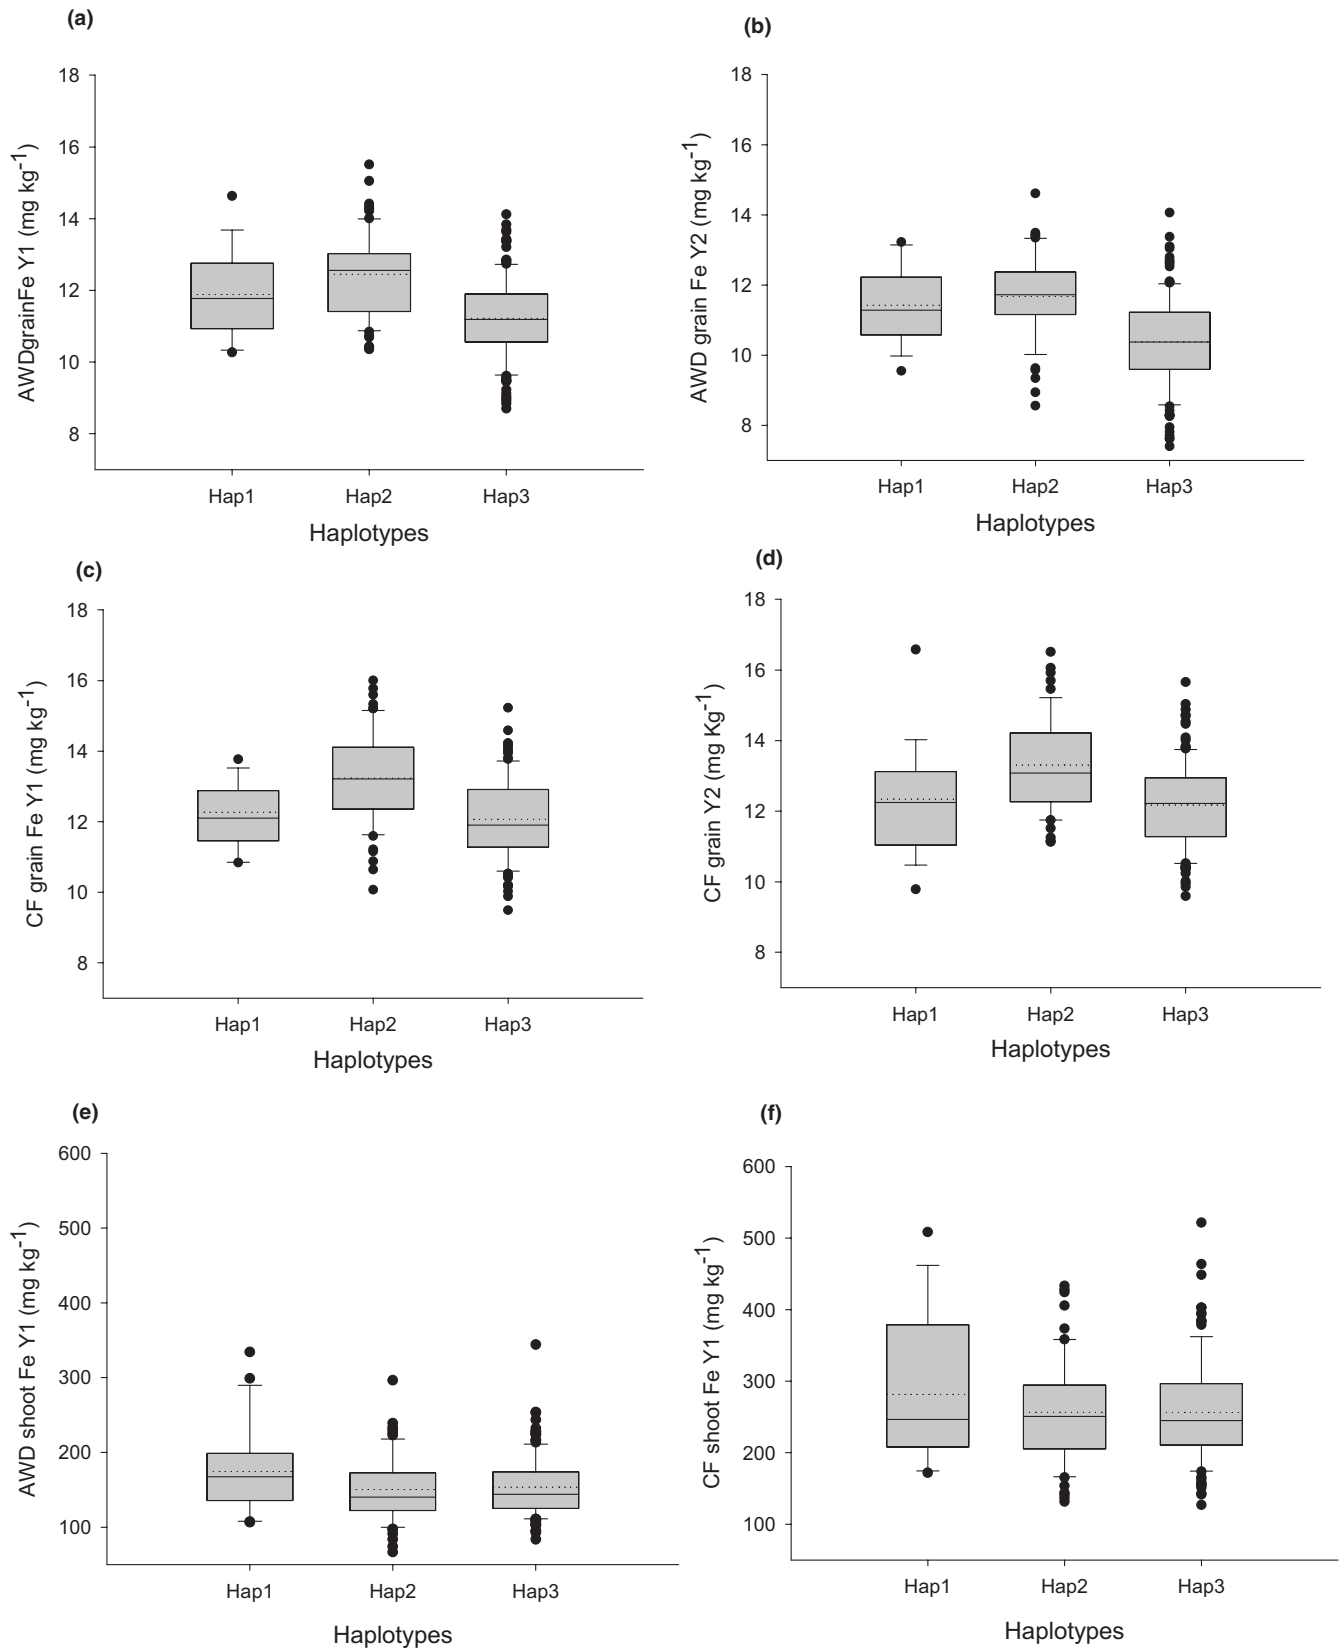 (a)
AWDgrainFe Y1 (mg kg-1)
18
16
14
12
10
8
Hap1 Hap2 Hap3
Haplotypes
(b)
AWD grain Fe Y2 (mg kg-1)
18
16
14
12
10
8
Hap1 Hap2 Hap3
Haplotypes
(c)
CF grain Fe Y1 (mg kg-1)
18
16
14
12
10
8
Hap1 Hap2 Hap3
Haplotypes
(d)
CF grain Y2 (mg Kg-1)
18
16
14
12
10
8
Hap1 Hap2 Hap3
Haplotypes
(e)
AWD shoot Fe Y1 (mg kg-1)
600
500
400
300
200
100
Hap1 Hap2 Hap3
Haplotypes
(f)
CF shoot Fe Y1 (mg kg-1)
600
500
400
300
200
100
Hap1 Hap2 Hap3
Haplotypes